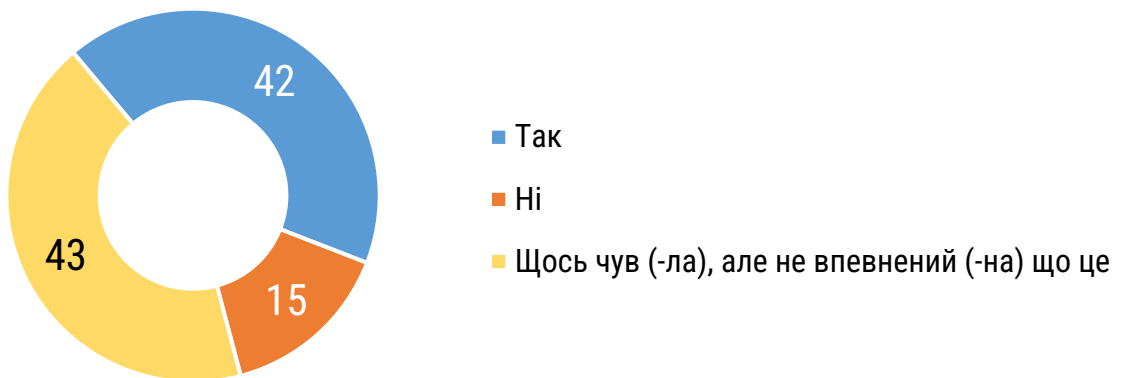 42
43
15
Так
Ні
Щось чув (-ла), але не впевнений (-на) що це